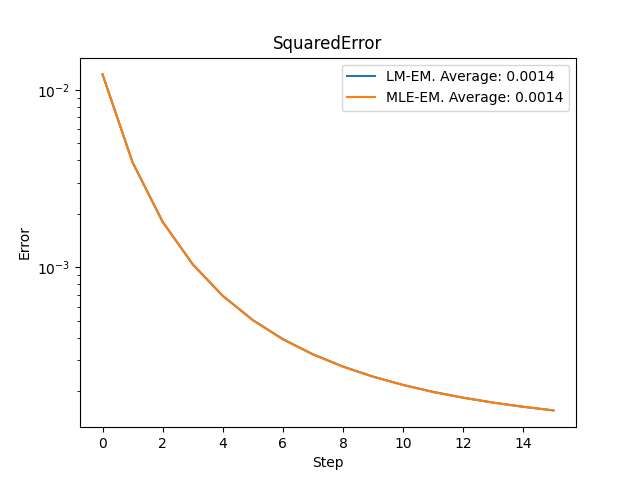 SquaredError
LM-EM. Average: 0.0014
MLE-EM. Average: 0.0014
10⁻²
10⁻³
Error
0 2 4 6 8 10 12 14
Step